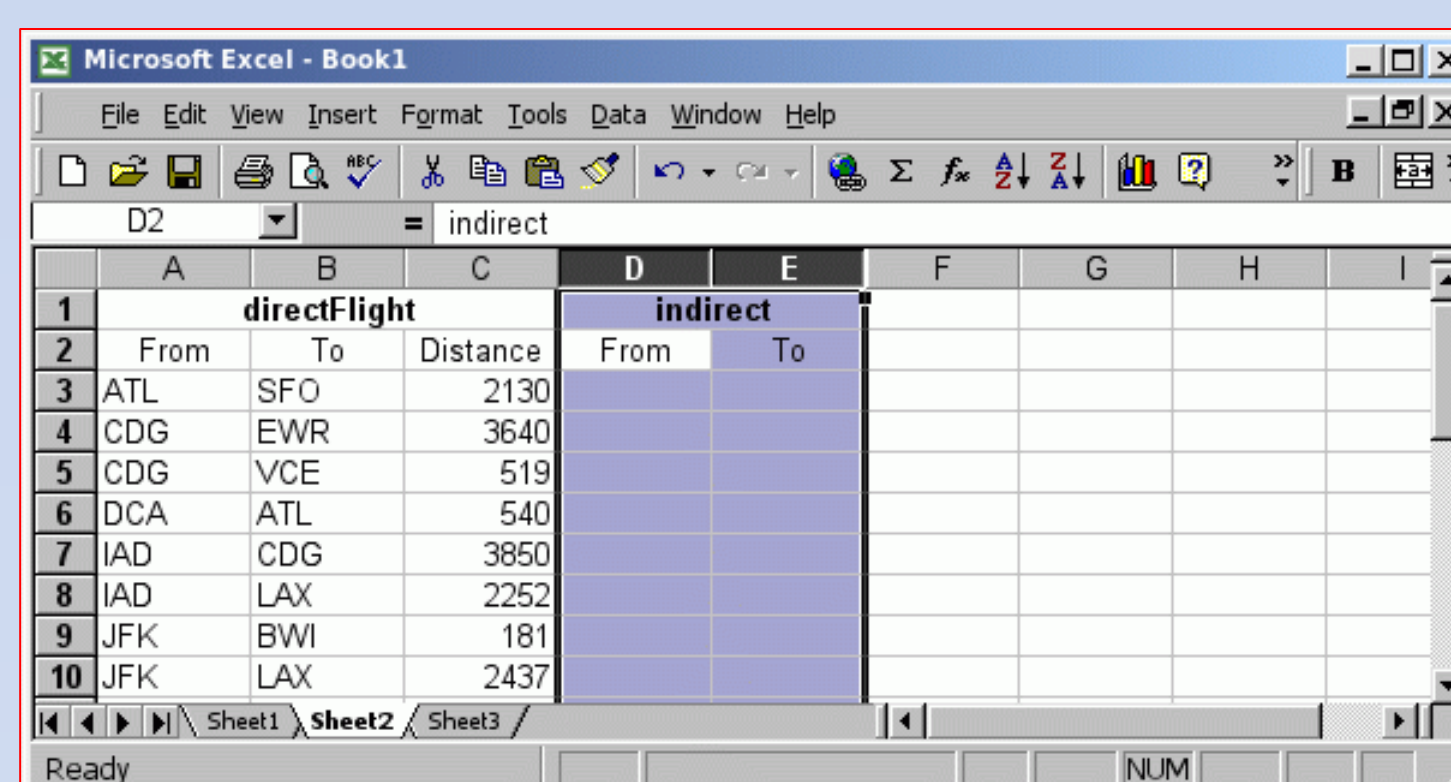 Microsoft Excel - Book1
File Edit View Insert Format Tools Data Window Help
ABC Σ fx A Z Z A ? » B a
D2 = indirect
A B C D E F G H I
1 directFlight indirect
2 From To Distance From To
3 ATL SFO 2130
4 CDG EWR 3640
5 CDG VCE 519
6 DCA ATL 540
7 IAD CDG 3850
8 IAD LAX 2252
9 JFK BWI 181
10 JFK LAX 2437
Sheet1 Sheet2 Sheet3
Ready NUM